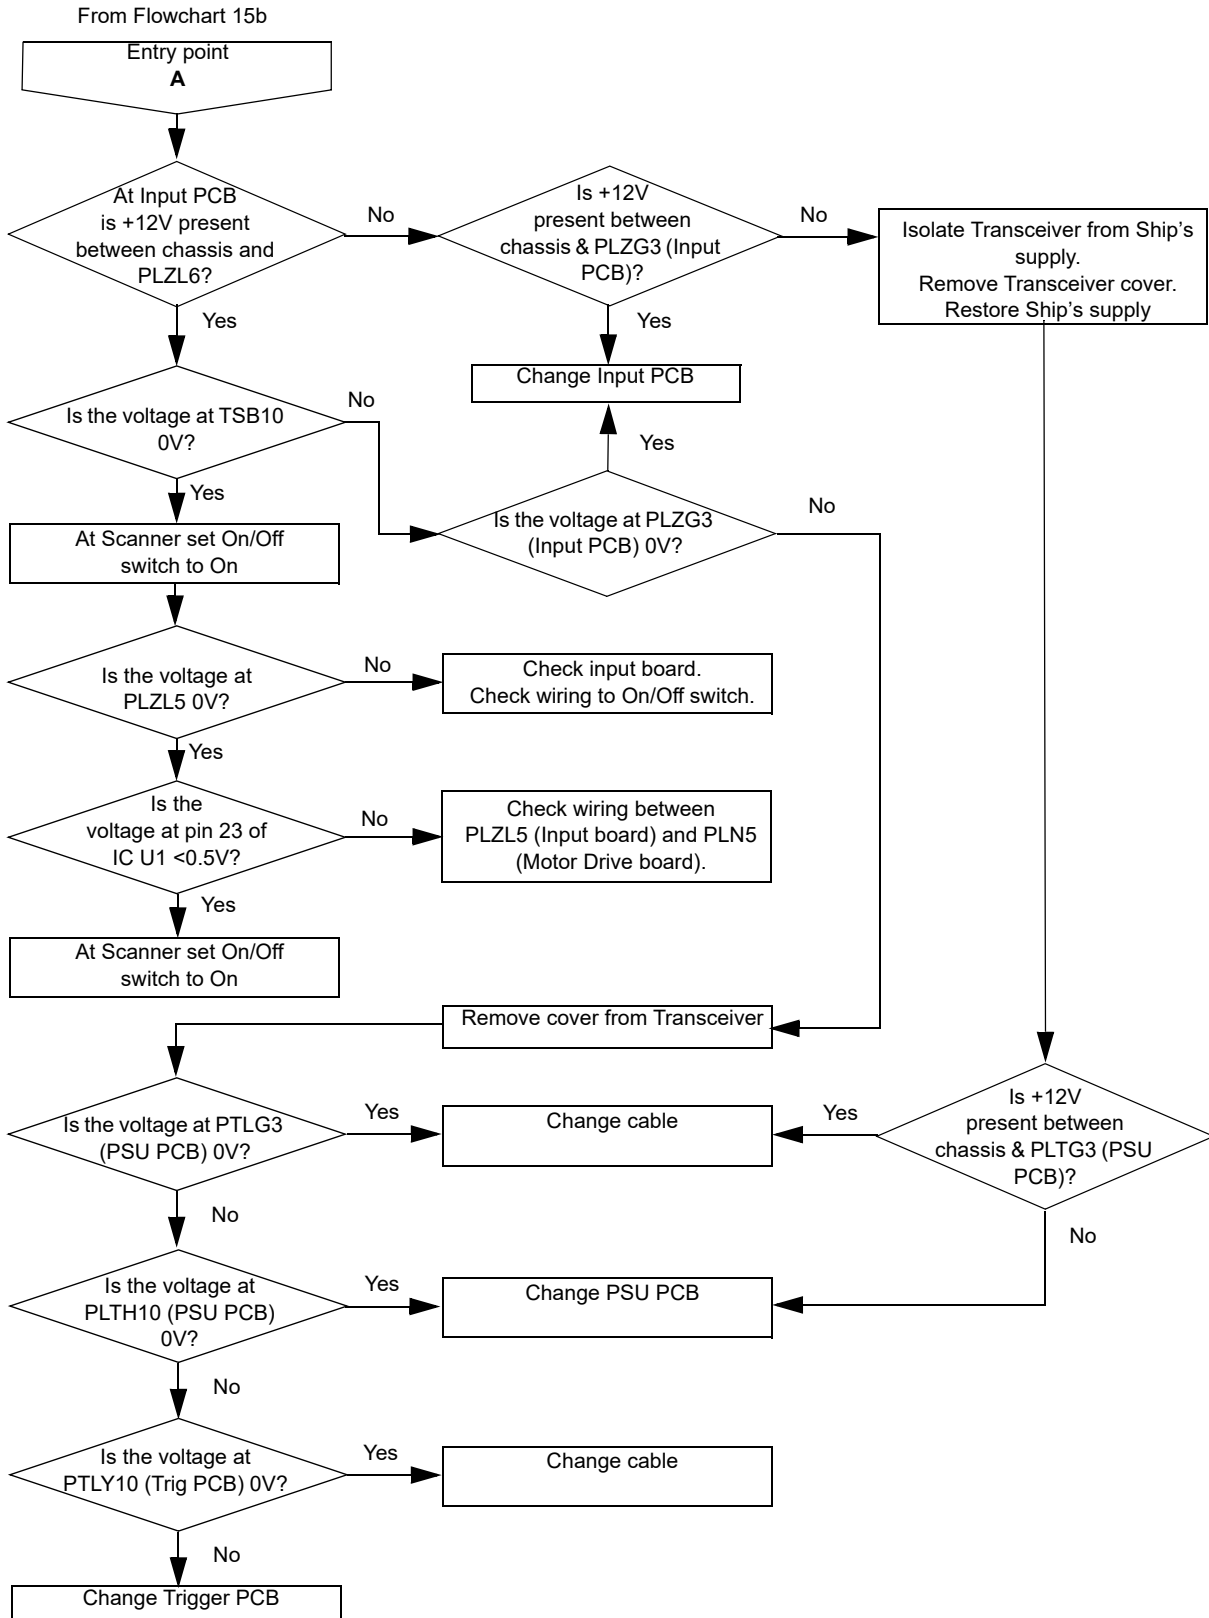 From Flowchart 15b
Entry point
A
At Input PCB
is +12V present
between chassis and
PLZL6?
No
Is +12V
present between
chassis & PLZG3 (Input
PCB)?
No
Isolate Transceiver from Ship's
supply.
Remove Transceiver cover.
Restore Ship's supply
Yes
Yes
Change Input PCB
Is the voltage at TSB10
0V?
No
Yes
Yes
Is the voltage at PLZG3
(Input PCB) 0V?
No
At Scanner set On/Off
switch to On
Is the voltage at
PLZL5 0V?
No
Check input board.
Check wiring to On/Off switch.
Yes
Is the
voltage at pin 23 of
IC U1 <0.5V?
No
Check wiring between
PLZL5 (Input board) and PLN5
(Motor Drive board).
Yes
At Scanner set On/Off
switch to On
Remove cover from Transceiver
Is the voltage at PTLG3
(PSU PCB) 0V?
Yes
Change cable
Yes
Is +12V
present between
chassis & PLTG3 (PSU
PCB)?
No
No
Is the voltage at
PLTH10 (PSU PCB)
0V?
Yes
Change PSU PCB
No
Is the voltage at
PTLY10 (Trig PCB) 0V?
Yes
Change cable
No
Change Trigger PCB